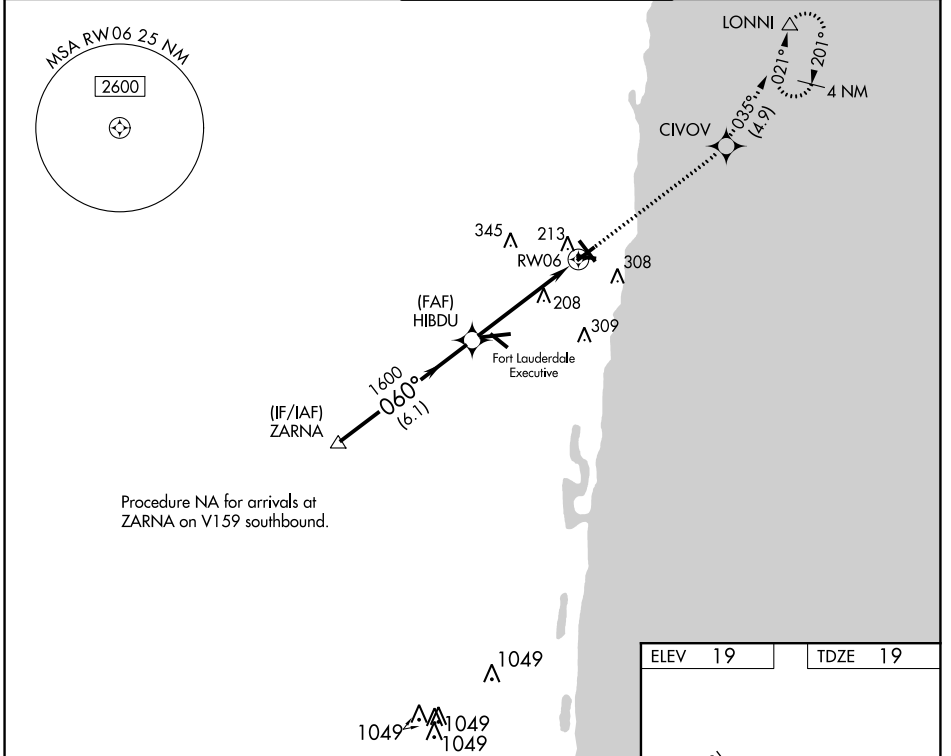 MSA RW06 25 NM
2600
LONNI
021°
201°
4 NM
035°
(4.9)
CIVOV
345
213
RW06
308
208
309
(FAF)
HIBDU
Fort Lauderdale
Executive
1600
060°
(6.1)
(IF/IAF)
ZARNA
Procedure NA for arrivals at
ZARNA on V159 southbound.
1049
1049
1049
1049
ELEV 19
TDZE 19